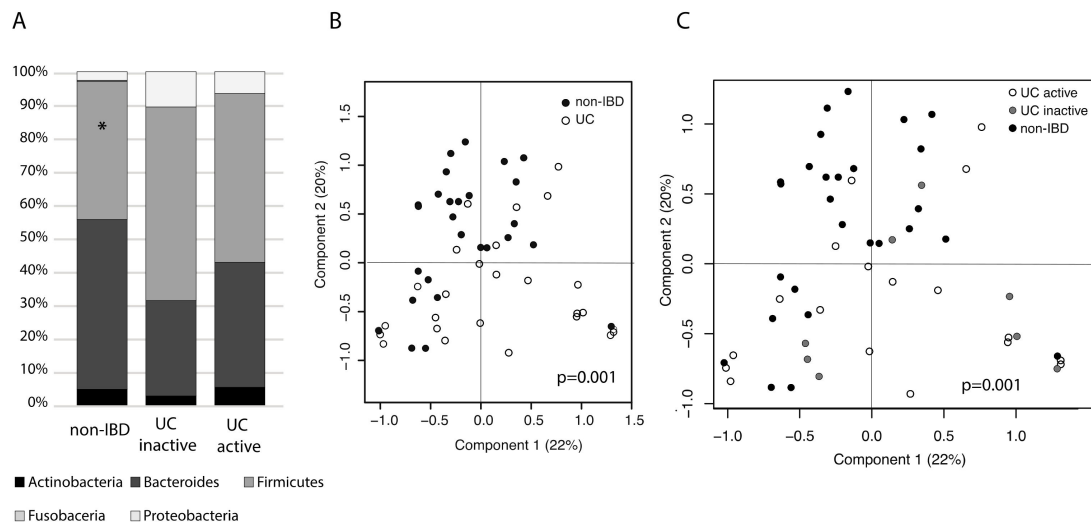 A
100%
90%
80%
70%
60%
50%
40%
30%
20%
10%
0%
*
non-IBD
UC inactive
UC active
Actinobacteria Bacteroides Firmicutes
Fusobaceria Proteobacteria
B
non-IBD
UC
1.5
1.0
0.5
0.0
-0.5
-1.0
Component 2 (20%)
p=0.001
-1.0 -0.5 0.0 0.5 1.0 1.5
Component 1 (22%)
C
UC active
UC inactive
non-IBD
1.0
0.5
0.0
-0.5
-1.0
Component 2 (20%)
p=0.001
-1.0 -0.5 0.0 0.5 1.0
Component 1 (22%)